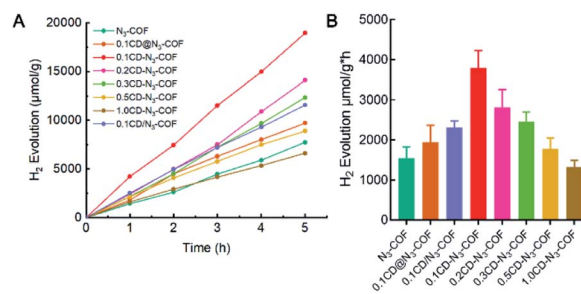 A
H₂ Evolution (μmol/g)
20000
15000
10000
5000
0
0 1 2 3 4 5
Time (h)
N₃-COF
0.1CD@N₃-COF
0.1CD-N₃-COF
0.2CD-N₃-COF
0.3CD-N₃-COF
0.5CD-N₃-COF
1.0CD-N₃-COF
0.1CD/N₃-COF
B
H₂ Evolution μmol/g*h
5000
4000
3000
2000
1000
0
N₃-COF
0.1CD@N₃-COF
0.1CD/N₃-COF
0.1CD-N₃-COF
0.2CD-N₃-COF
0.3CD-N₃-COF
0.5CD-N₃-COF
1.0CD-N₃-COF